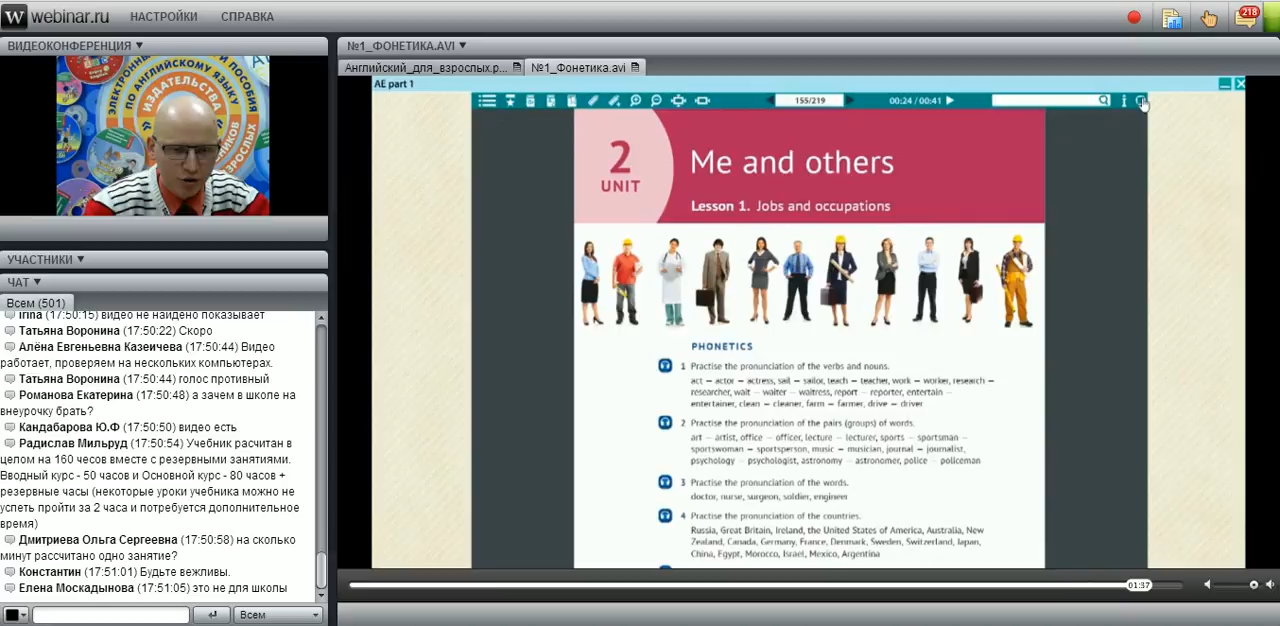 W webinar.ru НАСТРОЙКИ СПРАВКА
218
ВИДЕОКОНФЕРЕНЦИЯ
ЭЛЕКТРОННЫЕ
ПО АНГЛИЙСКОМУ ЯЗЫКУ
ИЗДАТЕЛЬСТВА
УЧАСТНИКИ
ЧАТ
Всем (501)
Irina (17:50:15) видео не найдено показывает
Татьяна Воронина (17:50:22) Скоро
Алёна Евгеньевна Казеичева (17:50:44) Видео
работает, проверяем на нескольких компьютерах.
Татьяна Воронина (17:50:44) голос противный
Романова Екатерина (17:50:48) а зачем в школе на
внеурочку брать?
Кандабарова Ю.Ф (17:50:50) видео есть
Радислав Мильруд (17:50:54) Учебник расчитан в
целом на 160 чесов вместе с резервными занятиями.
Вводный курс - 50 часов и Основной курс - 80 часов +
резервные часы (некоторые уроки учебника можно не
успеть пройти за 2 часа и потребуется дополнительное
время)
Дмитриева Ольга Сергеевна (17:50:58) на сколько
минут рассчитано одно занятие?
Константин (17:51:01) Будьте вежливы.
Елена Москадынова (17:51:05) это не для школы
Всем
№1_ФОНЕТИКА.AVI
Английский_для_взрослых.p... №1_Фонетика.avi
AE part 1
155/219 00:24 / 00:41
2
UNIT
Me and others
Lesson 1. Jobs and occupations
PHONETICS
1 Practise the pronunciation of the verbs and nouns.
act – actor – actress, sail – sailor, teach – teacher, work – worker, research –
researcher, wait – waiter – waitress, report – reporter, entertain –
entertainer, clean – cleaner, farm – farmer, drive – driver
2 Practise the pronunciation of the pairs (groups) of words.
art – artist, office – officer, lecture – lecturer, sports – sportsman –
sportswoman – sportsperson, music – musician, journal – journalist,
psychology – psychologist, astronomy – astronomer, police – policeman
3 Practise the pronunciation of the words.
doctor, nurse, surgeon, soldier, engineer
4 Practise the pronunciation of the countries.
Russia, Great Britain, Ireland, the United States of America, Australia, New
Zealand, Canada, Germany, France, Denmark, Sweden, Switzerland, Japan,
China, Egypt, Morocco, Israel, Mexico, Argentina
01:37